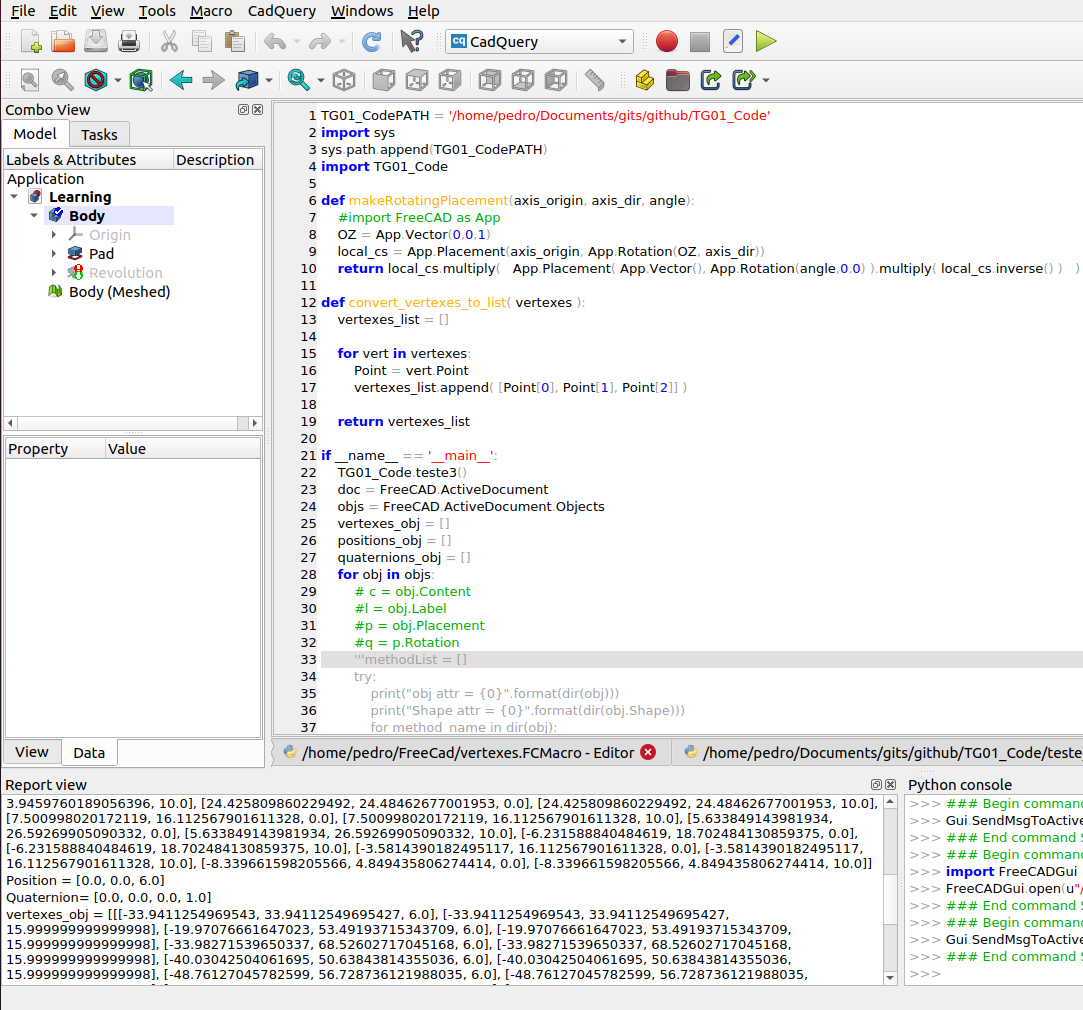 File Edit View Tools Macro CadQuery Windows Help
cq CadQuery
Combo View
Model Tasks
Labels & Attributes Description
Application
Learning
Body
Origin
Pad
Revolution
Body (Meshed)
Property Value
View Data
1 TG01_CodePATH = '/home/pedro/Documents/gits/github/TG01_Code'
2 import sys
3 sys.path.append(TG01_CodePATH)
4 import TG01_Code
5
6 def makeRotatingPlacement(axis_origin, axis_dir, angle):
7 #import FreeCAD as App
8 OZ = App.Vector(0,0,1)
9 local_cs = App.Placement(axis_origin, App.Rotation(OZ, axis_dir))
10 return local_cs.multiply( App.Placement( App.Vector(), App.Rotation(angle,0,0) ).multiply( local_cs.inverse() ) )
11
12 def convert_vertexes_to_list( vertexes ):
13 vertexes_list = []
14
15 for vert in vertexes:
16 Point = vert.Point
17 vertexes_list.append( [Point[0], Point[1], Point[2]] )
18
19 return vertexes_list
20
21 if __name__ == '__main__':
22 TG01_Code.teste3()
23 doc = FreeCAD.ActiveDocument
24 objs = FreeCAD.ActiveDocument.Objects
25 vertexes_obj = []
26 positions_obj = []
27 quaternions_obj = []
28 for obj in objs:
29 # c = obj.Content
30 #l = obj.Label
31 #p = obj.Placement
32 #q = p.Rotation
33 '''methodList = []
34 try:
35 print("obj attr = {0}".format(dir(obj)))
36 print("Shape attr = {0}".format(dir(obj.Shape)))
37 for method_name in dir(obj):
/home/pedro/FreeCad/vertexes.FCMacro - Editor /home/pedro/Documents/gits/github/TG01_Code/teste
Report view
3.9459760189056396, 10.0], [24.425809860229492, 24.48462677001953, 0.0], [24.425809860229492, 24.48462677001953, 10.0],
[7.500998020172119, 16.112567901611328, 0.0], [7.500998020172119, 16.112567901611328, 10.0], [5.633849143981934,
26.59269905090332, 0.0], [5.633849143981934, 26.59269905090332, 10.0], [-6.231588840484619, 18.702484130859375, 0.0],
[-6.231588840484619, 18.702484130859375, 10.0], [-3.5814390182495117, 16.112567901611328, 0.0], [-3.5814390182495117,
16.112567901611328, 10.0], [-8.339661598205566, 4.849435806274414, 0.0], [-8.339661598205566, 4.849435806274414, 10.0]]
Position = [0.0, 0.0, 6.0]
Quaternion= [0.0, 0.0, 0.0, 1.0]
vertexes_obj = [[[-33.9411254969543, 33.94112549695427, 6.0], [-33.9411254969543, 33.94112549695427,
15.999999999999998], [-19.97076661647023, 53.49193715343709, 6.0], [-19.97076661647023, 53.49193715343709,
15.999999999999998], [-33.98271539650337, 68.52602717045168, 6.0], [-33.98271539650337, 68.52602717045168,
15.999999999999998], [-40.03042504061695, 50.63843814355036, 6.0], [-40.03042504061695, 50.63843814355036,
15.999999999999998], [-48.76127045782599, 56.728736121988035, 6.0], [-48.76127045782599, 56.728736121988035,
Python console
>>> ### Begin command
>>> Gui.SendMsgToActive
>>> ### End command S
>>> ### Begin command
>>> import FreeCADGui
>>> FreeCADGui.open(u"/
>>> ### End command S
>>> ### Begin command
>>> Gui.SendMsgToActive
>>> ### End command S
>>>